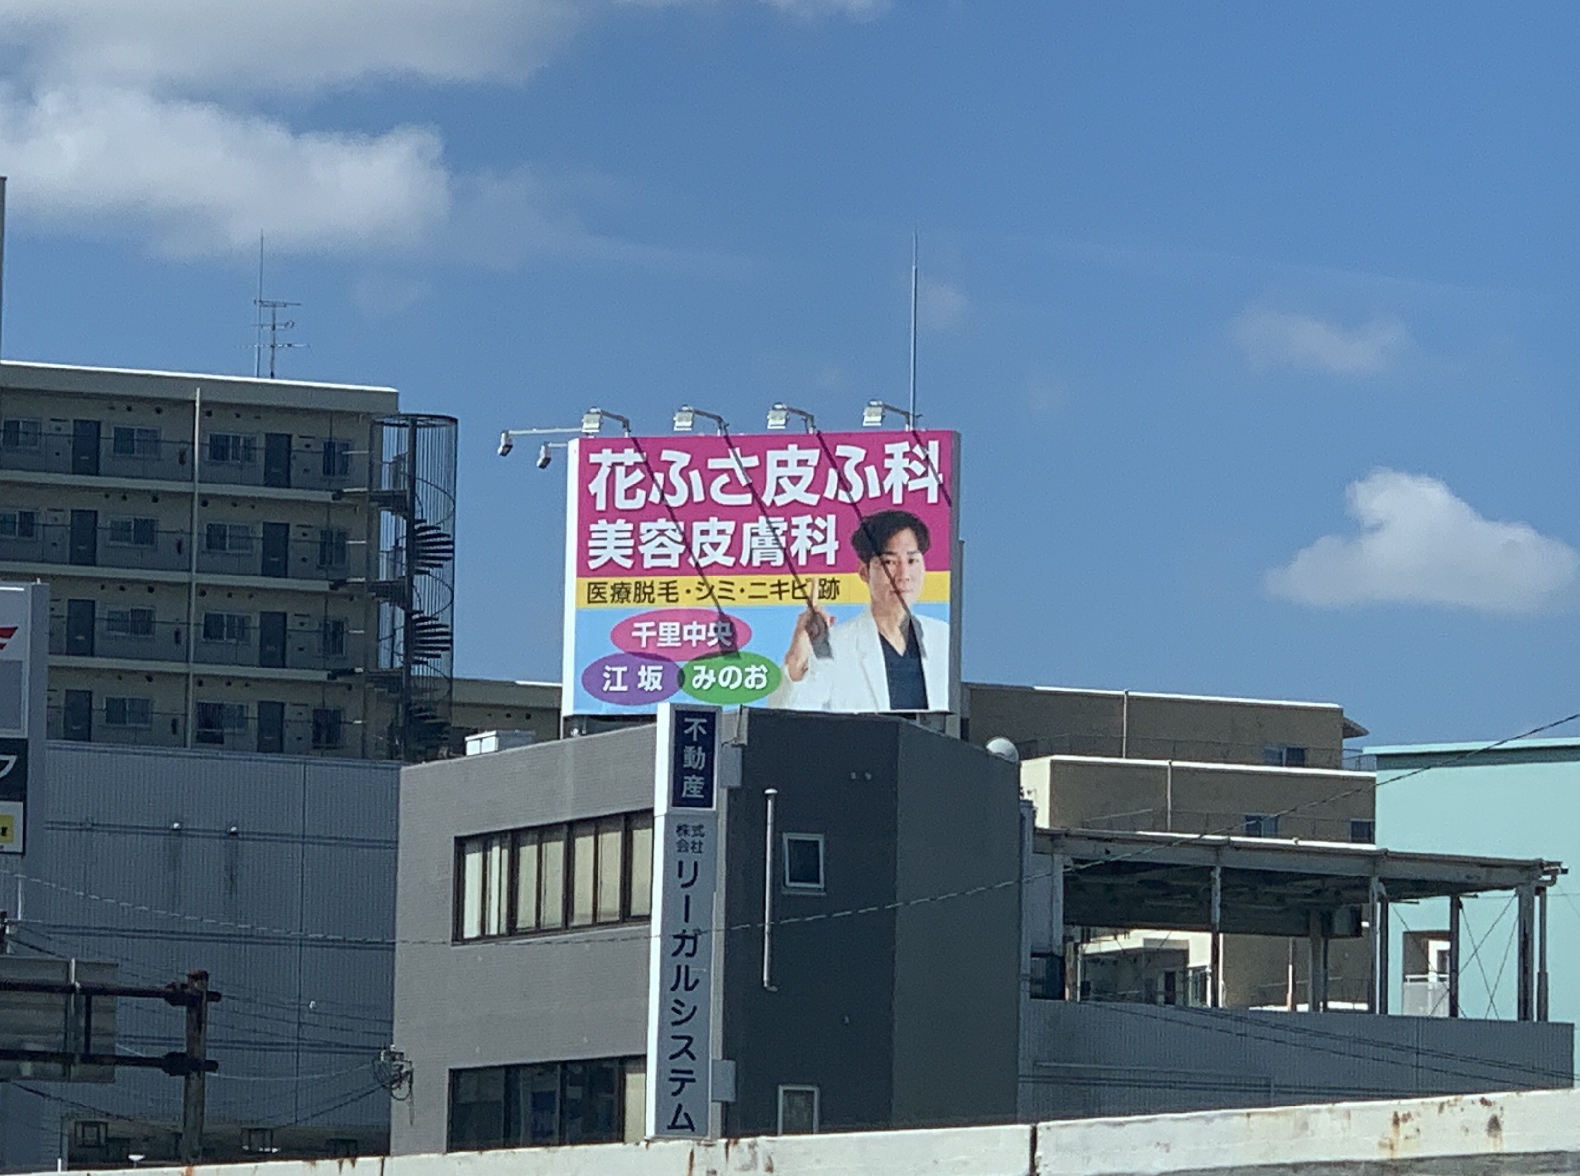 花ふさ皮ふ科
美容皮膚科
医療脱毛・シミ・ニキビ跡
千里中央
江坂
みのお
不動産
株式
会社
リーガルシステム